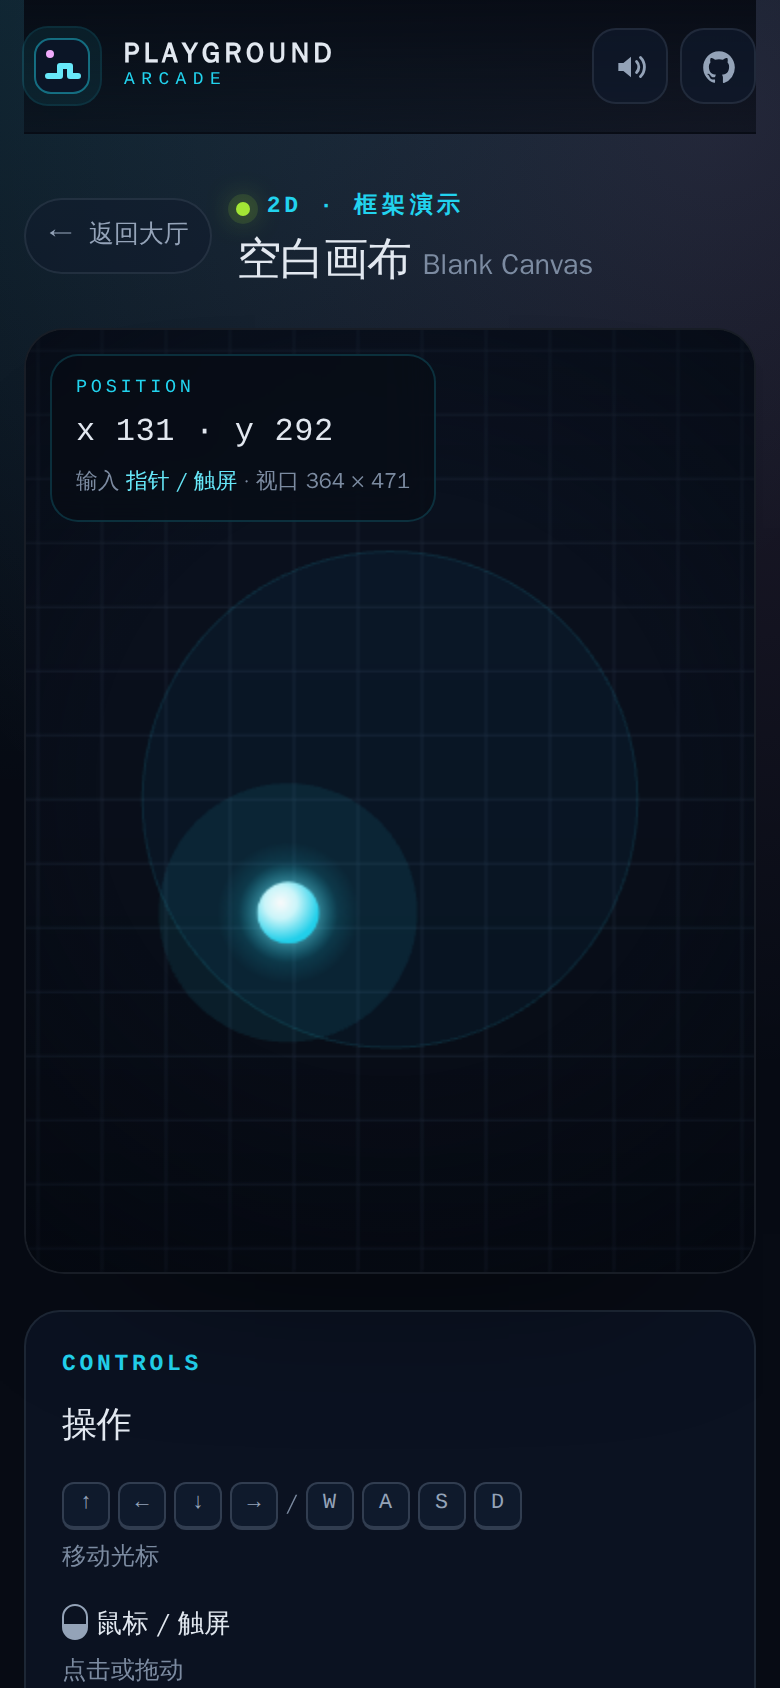 PLAYGROUND
ARCADE
← 返回大厅
2D · 框架演示
空白画布 Blank Canvas
POSITION
x 131 · y 292
输入 指针 / 触屏 · 视口 364 × 471
CONTROLS
操作
↑ ← ↓ → / W A S D
移动光标
鼠标 / 触屏
点击或拖动